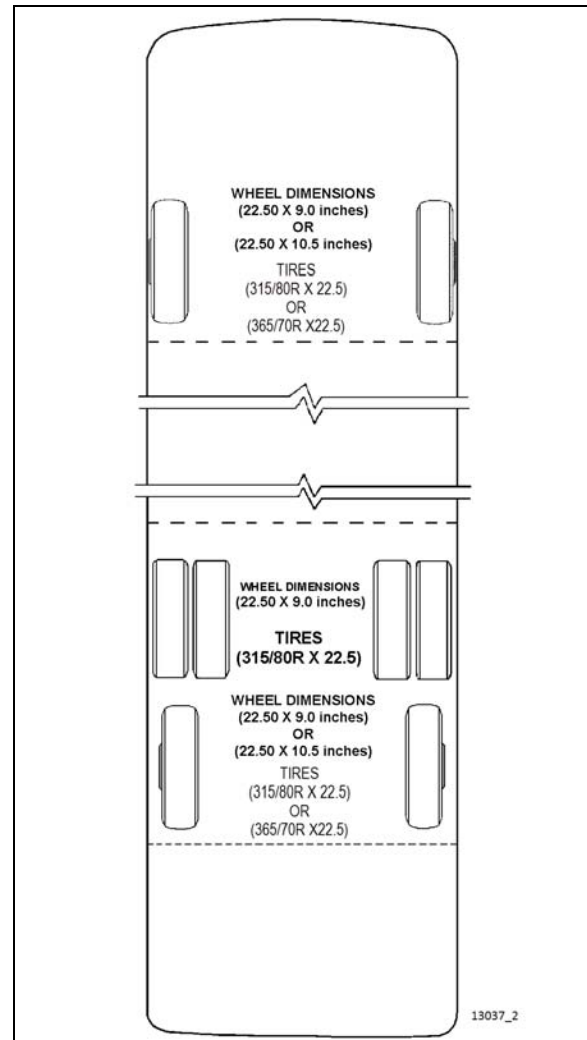 WHEEL DIMENSIONS
(22.50 X 9.0 inches)
OR
(22.50 X 10.5 inches)
TIRES
(315/80R X 22.5)
OR
(365/70R X22.5)
WHEEL DIMENSIONS
(22.50 X 9.0 inches)
TIRES
(315/80R X 22.5)
WHEEL DIMENSIONS
(22.50 X 9.0 inches)
OR
(22.50 X 10.5 inches)
TIRES
(315/80R X 22.5)
OR
(365/70R X22.5)
13037_2